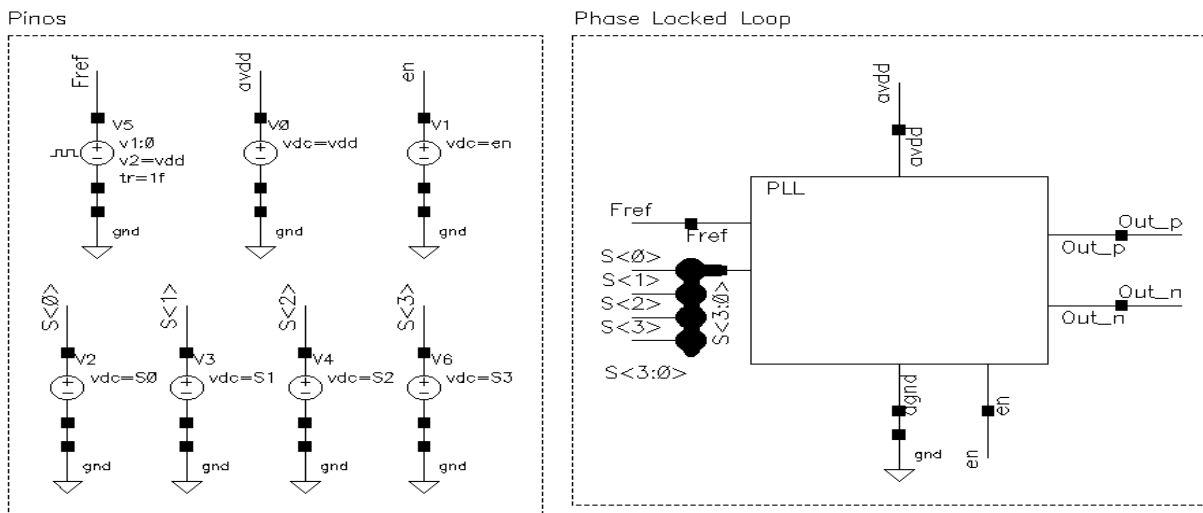 Pinos
Fref
V5
v1:0
v2=vdd
tr=1f
gnd
avdd
V0
vdc=vdd
gnd
en
V1
vdc=en
gnd
S<0>
V2
vdc=S0
gnd
S<1>
V3
vdc=S1
gnd
S<2>
V4
vdc=S2
gnd
S<3>
V6
vdc=S3
gnd
Phase Locked Loop
avdd
avdd
PLL
Fref
Fref
S<0>
S<1>
S<2>
S<3>
S<3:0>
S<3:0>
Out_p
Out_p
Out_n
Out_n
agnd
gnd
en
en